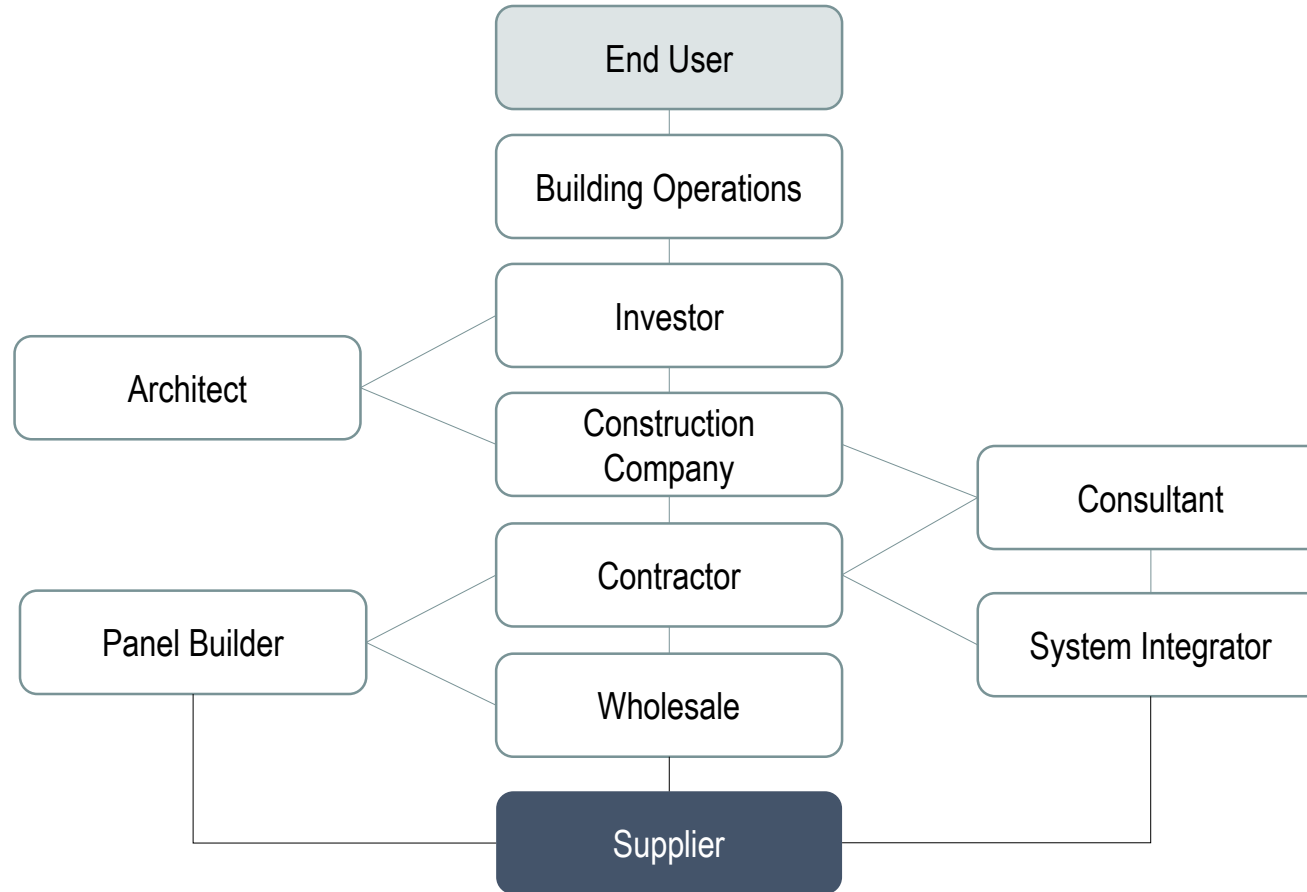 End User
Building Operations
Investor
Architect
Construction
Company
Consultant
Contractor
Panel Builder
System Integrator
Wholesale
Supplier